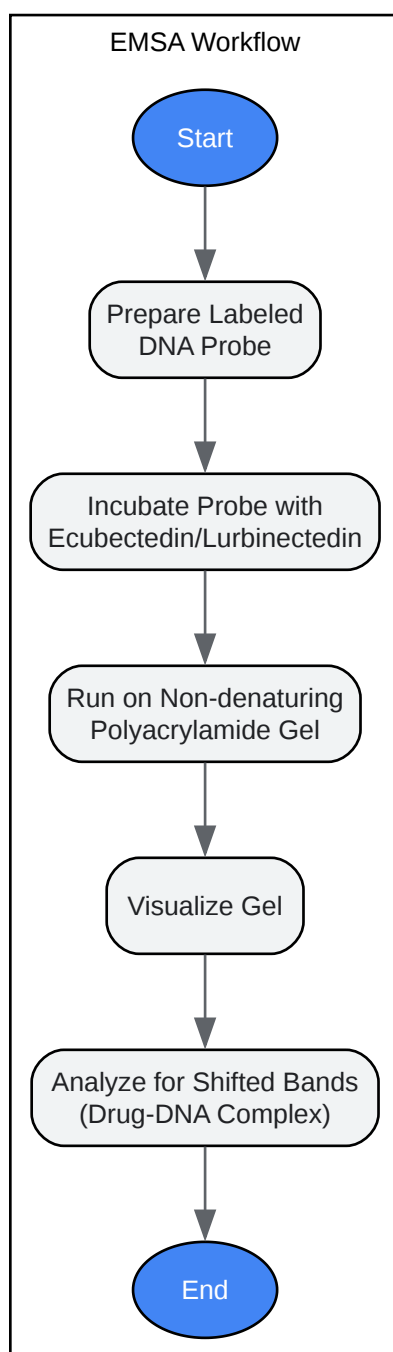 EMSA Workflow
Start
Prepare Labeled
DNA Probe
Incubate Probe with
Ecubectedin/Lurbinectedin
Run on Non-denaturing
Polyacrylamide Gel
Visualize Gel
Analyze for Shifted Bands
(Drug-DNA Complex)
End